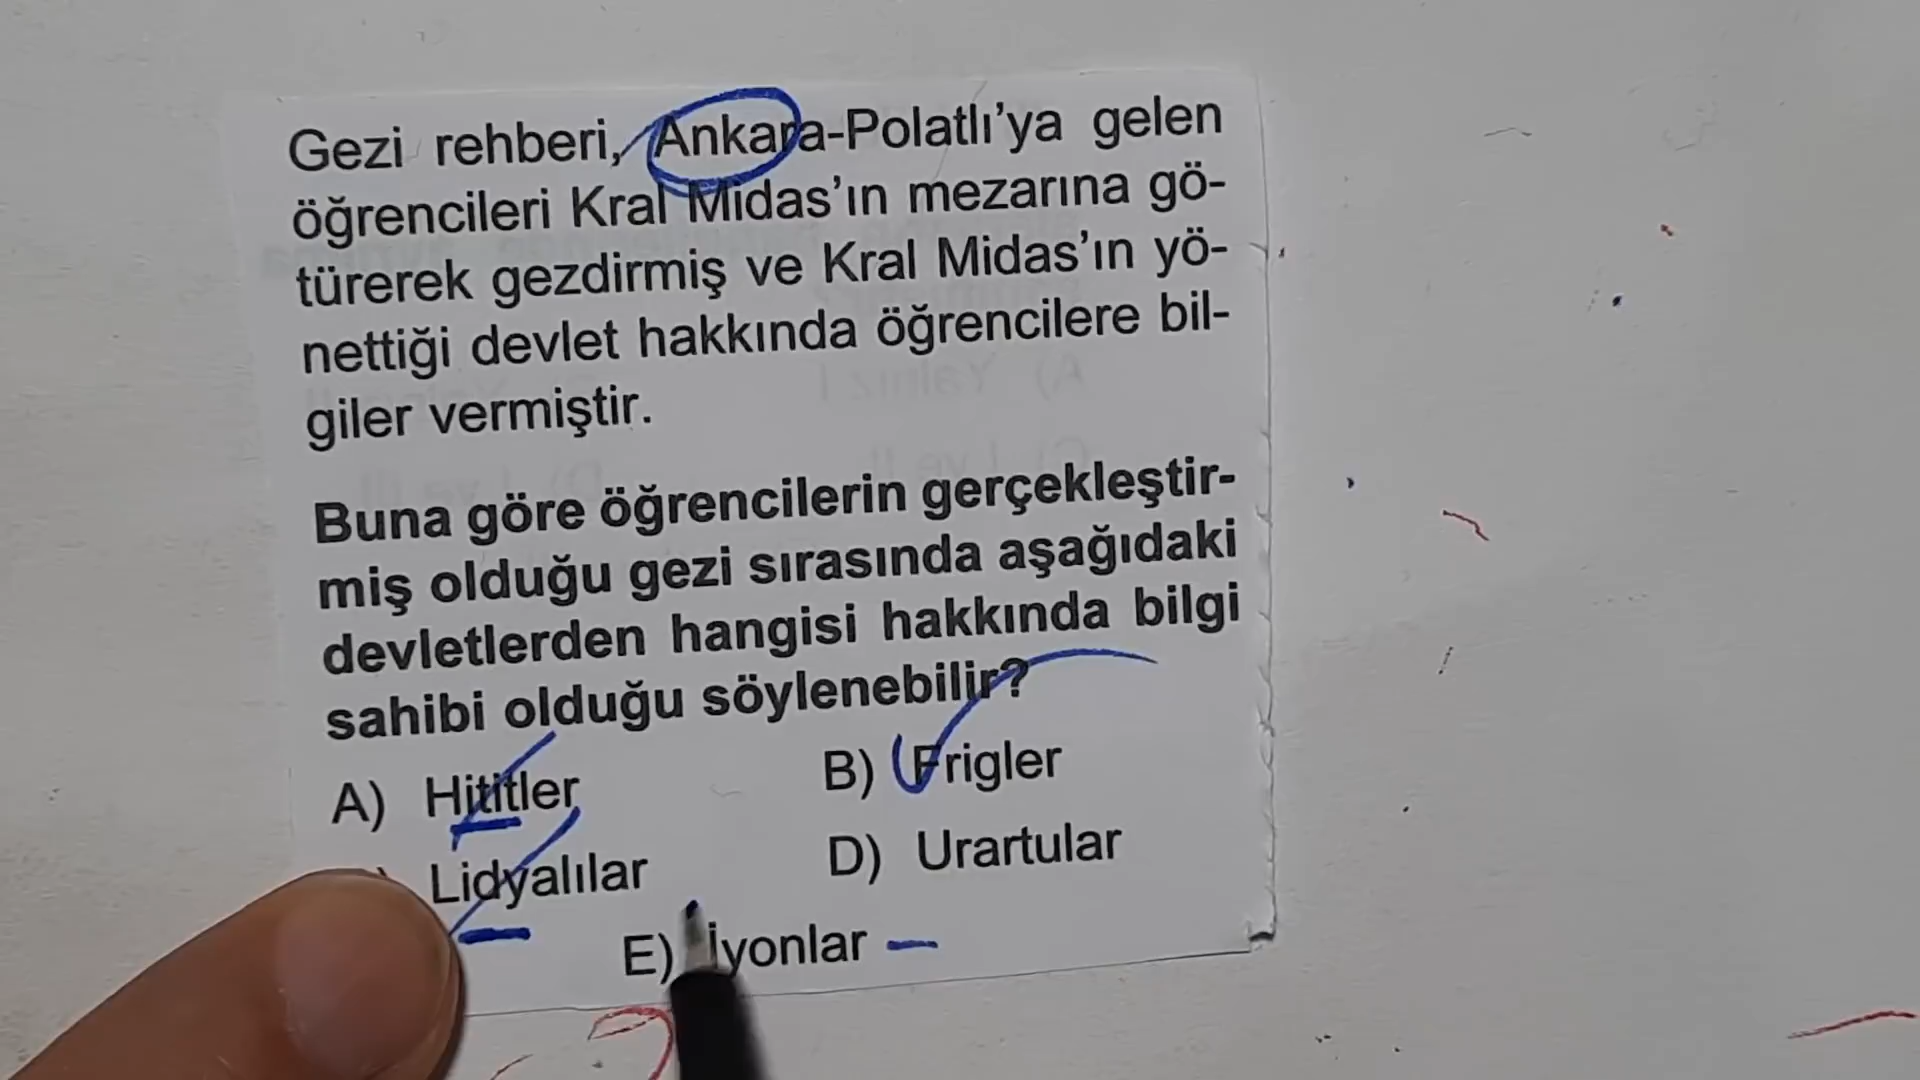 Gezi rehberi, Ankara-Polatlı'ya gelen
öğrencileri Kral Midas'ın mezarına gö-
türerek gezdirmiş ve Kral Midas'ın yö-
nettiği devlet hakkında öğrencilere bil-
giler vermiştir.
Buna göre öğrencilerin gerçekleştir-
miş olduğu gezi sırasında aşağıdaki
devletlerden hangisi hakkında bilgi
sahibi olduğu söylenebilir?
A) Hititler B) Frigler
Lidyalılar D) Urartular
E) İyonlar